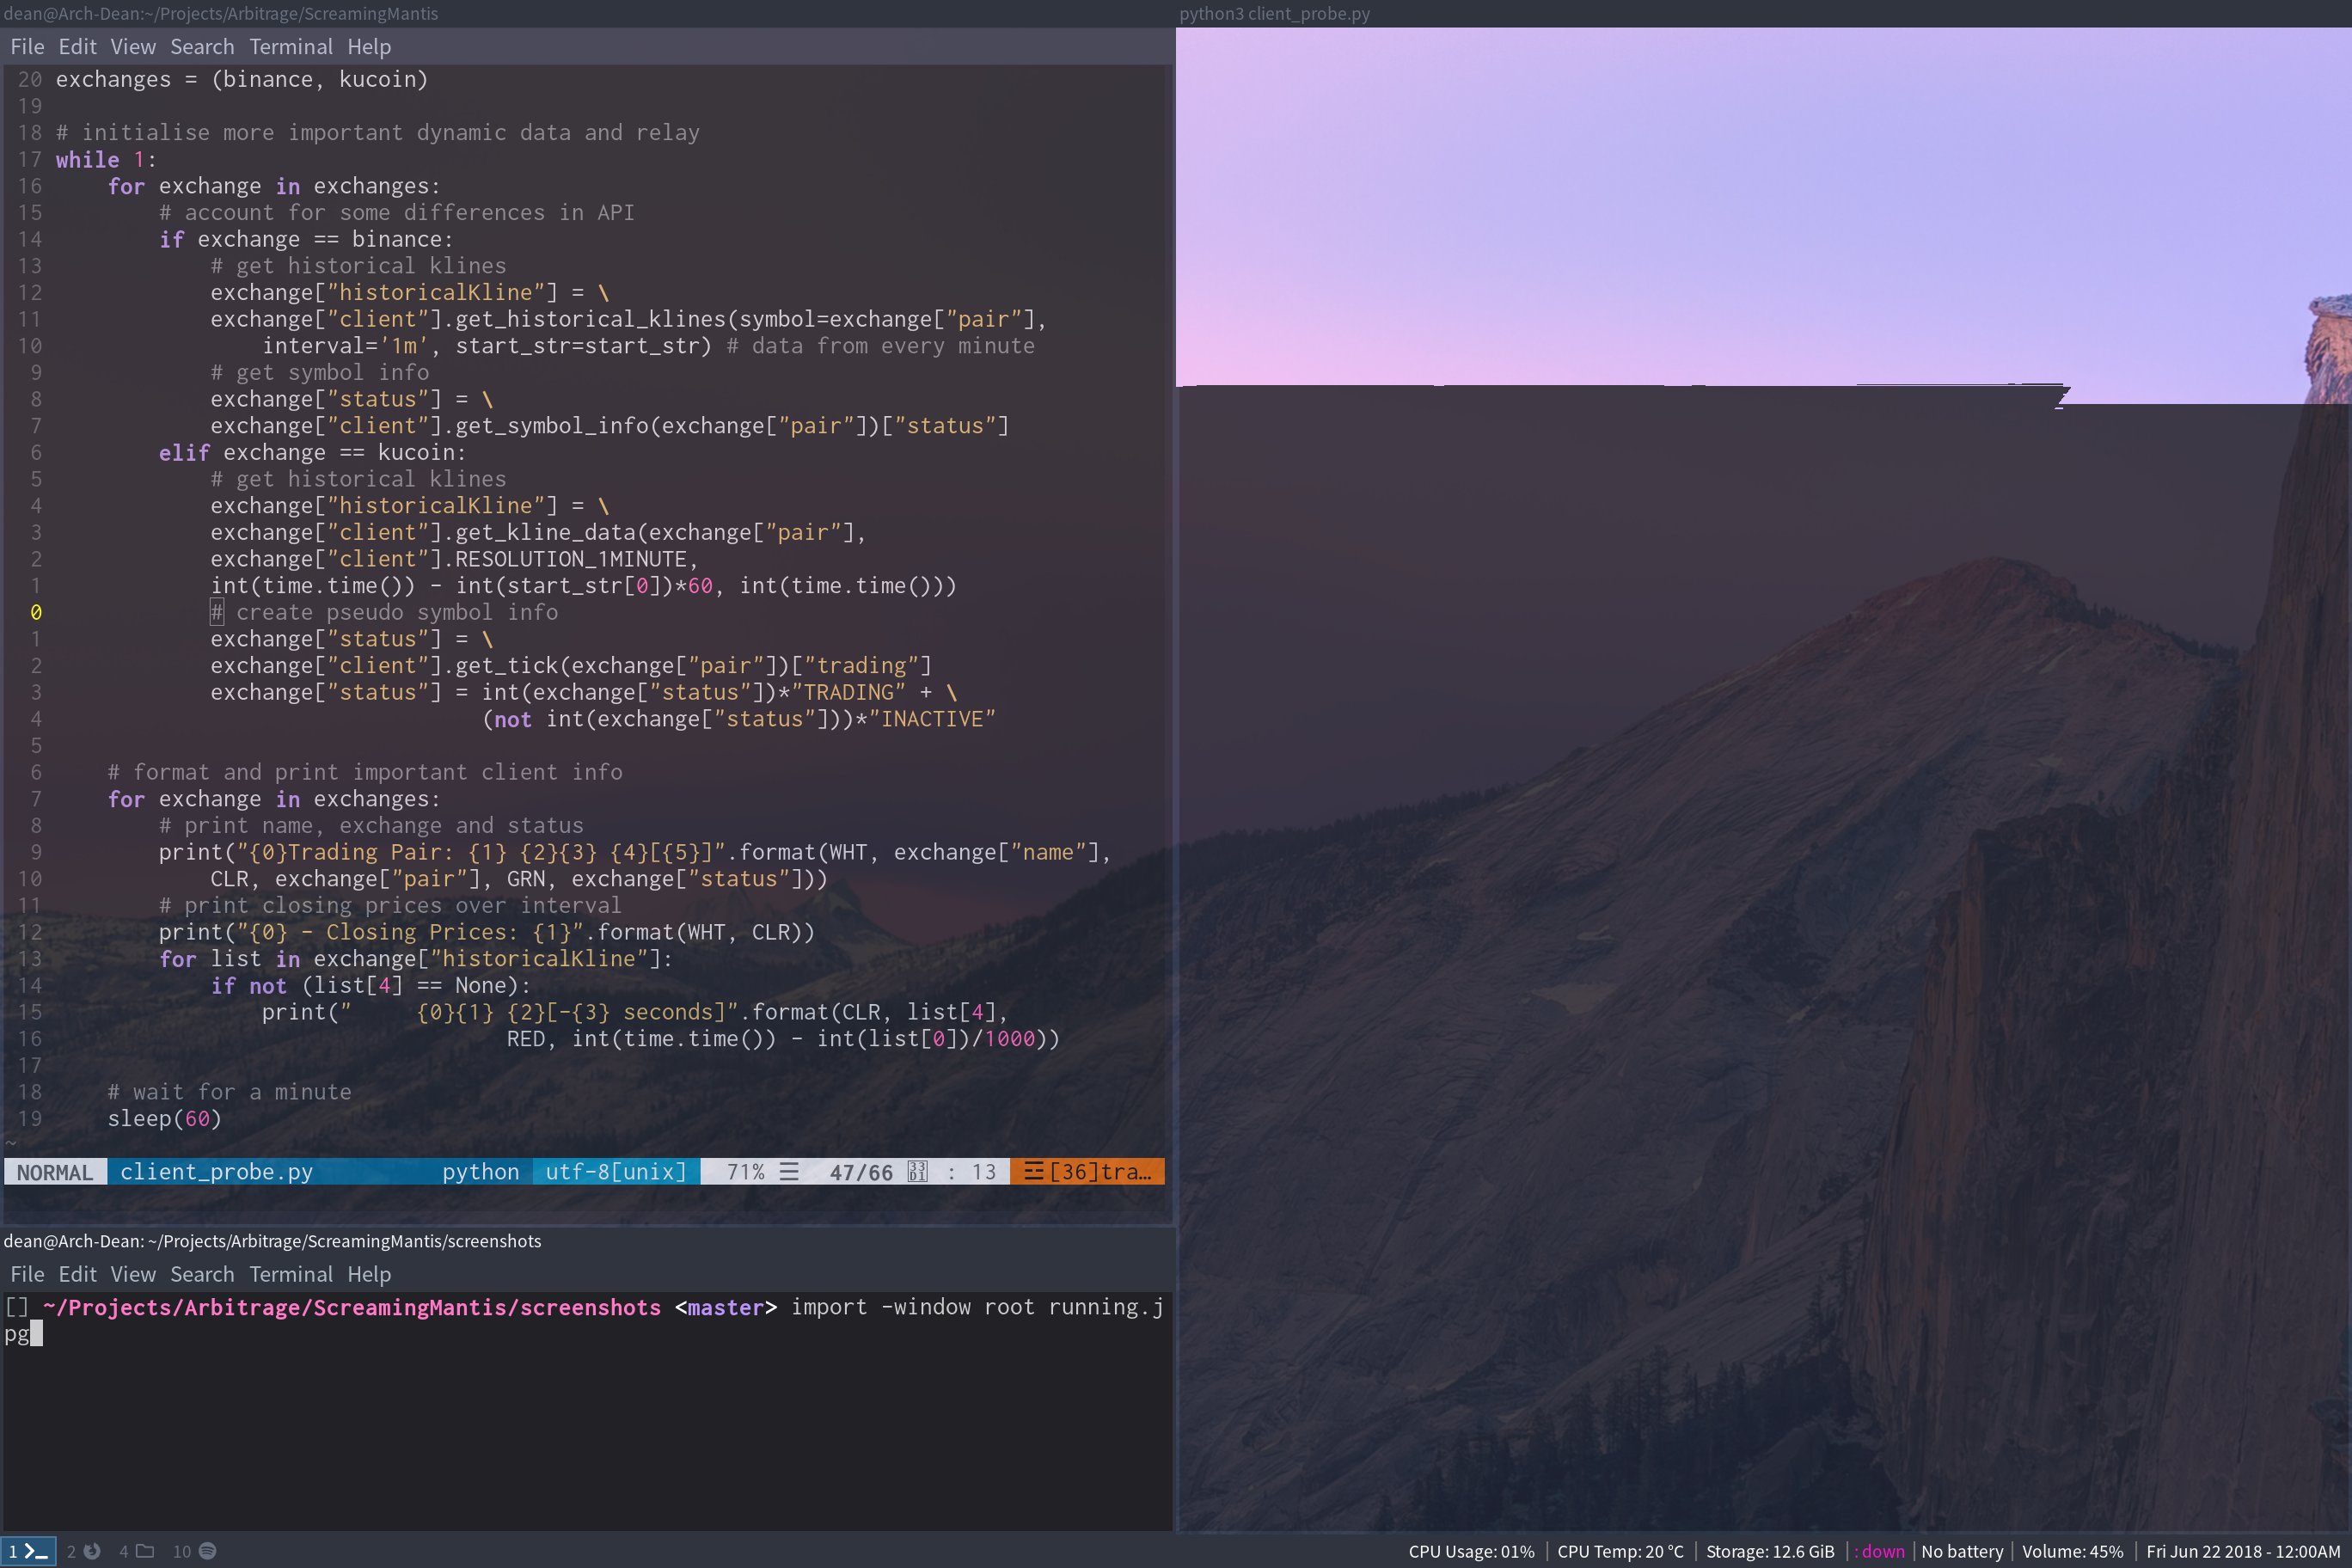 dean@Arch-Dean:~/Projects/Arbitrage/ScreamingMantis
File Edit View Search Terminal Help
20 exchanges = (binance, kucoin)
19
18 # initialise more important dynamic data and relay
17 while 1:
16     for exchange in exchanges:
15         # account for some differences in API
14         if exchange == binance:
13             # get historical klines
12             exchange["historicalKline"] = \
11             exchange["client"].get_historical_klines(symbol=exchange["pair"],
10                 interval='1m', start_str=start_str) # data from every minute
9             # get symbol info
8             exchange["status"] = \
7             exchange["client"].get_symbol_info(exchange["pair"])["status"]
6         elif exchange == kucoin:
5             # get historical klines
4             exchange["historicalKline"] = \
3             exchange["client"].get_kline_data(exchange["pair"],
2             exchange["client"].RESOLUTION_1MINUTE,
1             int(time.time()) - int(start_str[0])*60, int(time.time()))
0             # create pseudo symbol info
1             exchange["status"] = \
2             exchange["client"].get_tick(exchange["pair"])["trading"]
3             exchange["status"] = int(exchange["status"])*"TRADING" + \
4                                  (not int(exchange["status"]))*"INACTIVE"
5
6     # format and print important client info
7     for exchange in exchanges:
8         # print name, exchange and status
9         print("{0}Trading Pair: {1} {2}{3} {4}[{5}]".format(WHT, exchange["name"],
10             CLR, exchange["pair"], GRN, exchange["status"]))
11         # print closing prices over interval
12         print("{0} - Closing Prices: {1}".format(WHT, CLR))
13         for list in exchange["historicalKline"]:
14             if not (list[4] == None):
15                 print("     {0}{1} {2}[-{3} seconds]".format(CLR, list[4],
16                                    RED, int(time.time()) - int(list[0])/1000))
17
18     # wait for a minute
19     sleep(60)
~
NORMAL client_probe.py python utf-8[unix] 71% ☰ 47/66 : 13 ☲[36]tra…
dean@Arch-Dean:~/Projects/Arbitrage/ScreamingMantis/screenshots
File Edit View Search Terminal Help
[] ~/Projects/Arbitrage/ScreamingMantis/screenshots <master> import -window root running.j
pg
python3 client_probe.py
1 2 4 10
CPU Usage: 01% | CPU Temp: 20 °C | Storage: 12.6 GiB | : down | No battery | Volume: 45% | Fri Jun 22 2018 - 12:00AM